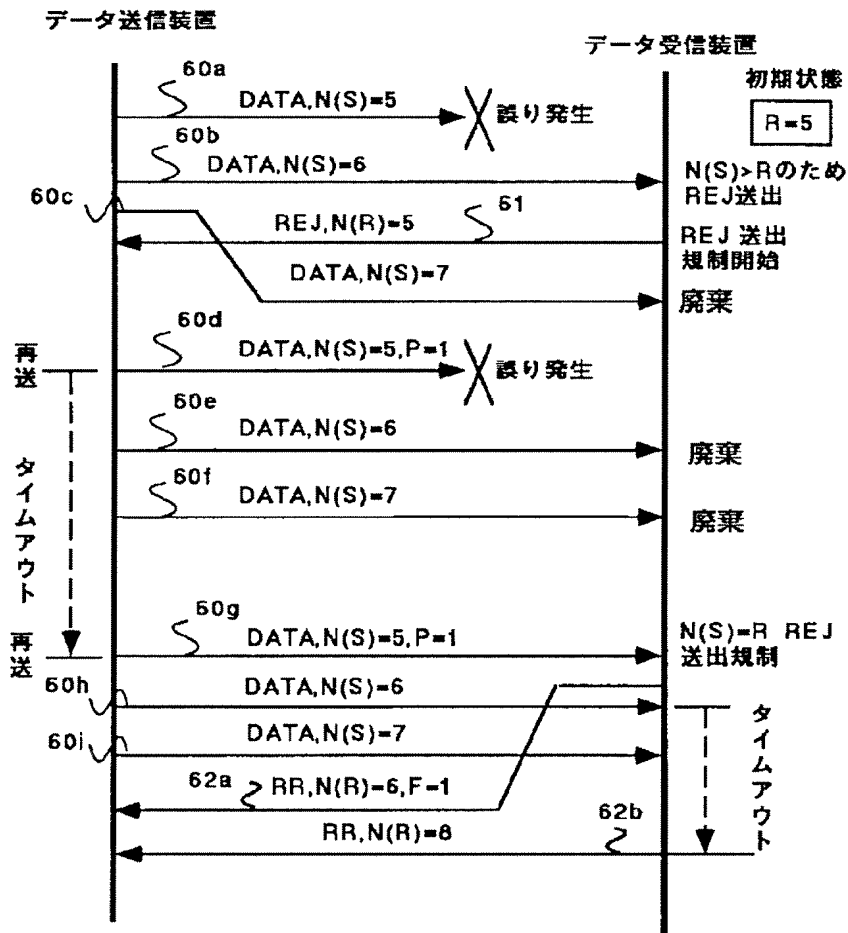 データ送信装置
データ受信装置
初期状態
R=5
60a
DATA,N(S)=5
誤り発生
60b
DATA,N(S)=6
N(S)>Rのため
REJ送出
60c
61
REJ,N(R)=5
REJ 送出
規制開始
DATA,N(S)=7
廃棄
60d
再送
DATA,N(S)=5,P=1
誤り発生
60e
DATA,N(S)=6
廃棄
60f
DATA,N(S)=7
廃棄
タイムアウト
60g
再送
DATA,N(S)=5,P=1
N(S)=R REJ
送出規制
60h
DATA,N(S)=6
60i
DATA,N(S)=7
タイムアウト
62a
RR,N(R)=6,F=1
62b
RR,N(R)=8